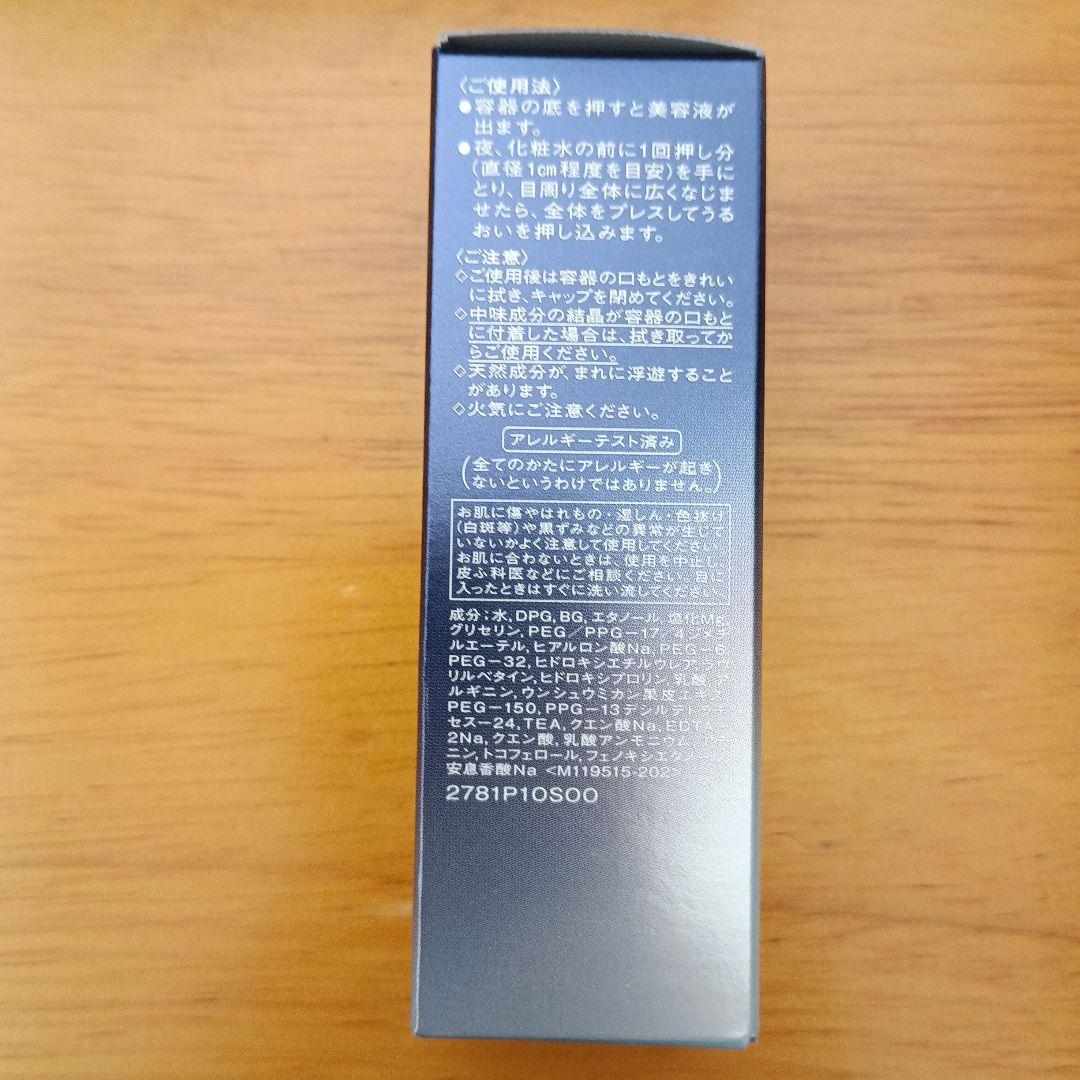 〈ご使用法〉
●容器の底を押すと美容液が
出ます。
●夜、化粧水の前に1回押し分
(直径1㎝程度を目安)を手に
とり、目周り全体に広くなじま
せたら、全体をプレスしてうる
おいを押し込みます。
〈ご注意〉
◇ご使用後は容器の口もとをきれい
に拭き、キャップを閉めてください。
◇中味成分の結晶が容器の口もと
に付着した場合は、拭き取ってか
らご使用ください。
◇天然成分が、まれに浮遊すること
があります。
◇火気にご注意ください。
アレルギーテスト済み
(全てのかたにアレルギーが起き
ないというわけではありません。)
お肌に傷やはれもの・湿しん・色抜け
(白斑等)や黒ずみなどの異常が生じて
いないかよく注意して使用してください。
お肌に合わないときは、使用を中止し、
皮ふ科医などにご相談ください。目に
入ったときはすぐに洗い流してください。
成分:水,DPG,BG,エタノール,塩化Mg,
グリセリン,PEG/PPG-17/4ジメチ
ルエーテル,ヒアルロン酸Na,PEG-6,
PEG-32,ヒドロキシエチルウレア,ラウ
リルベタイン,ヒドロキシプロリン,乳酸,ア
ルギニン,ウンシュウミカン果皮エキス,
PEG-150,PPG-13デシルテトラデ
セス-24,TEA,クエン酸Na,EDTA-
2Na,クエン酸,乳酸アンモニウム,
ニン,トコフェロール,フェノキシエタノール,
安息香酸Na <M119515-202>
2781P10S00